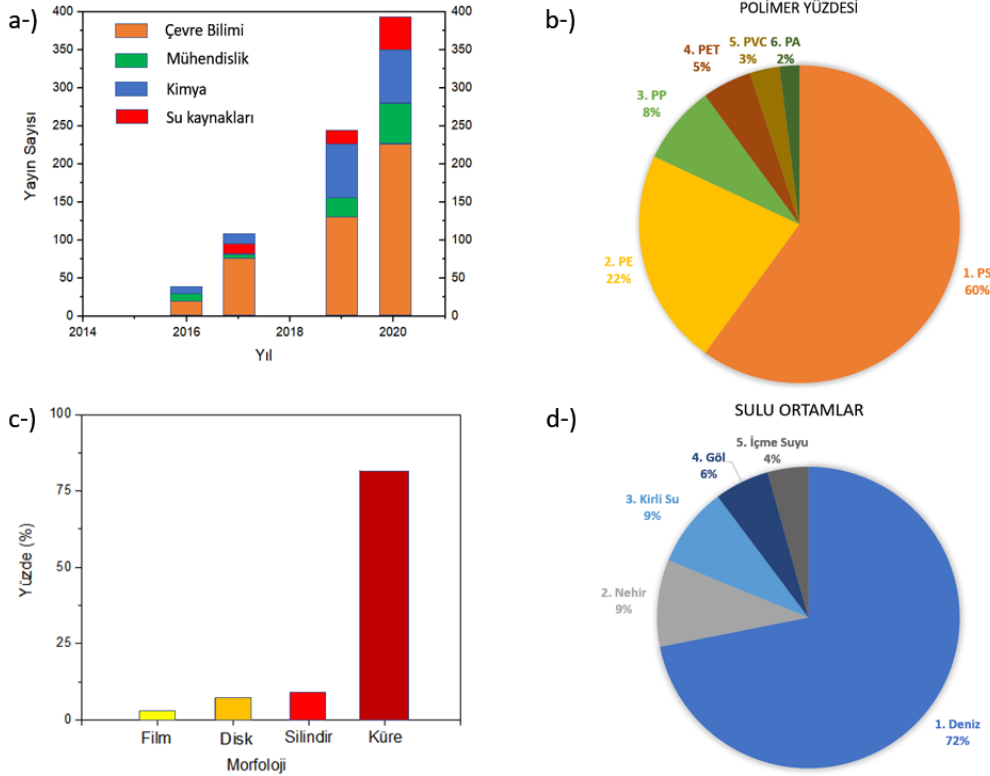 a-)
400
350
300
250
200
150
100
50
0
400
350
300
250
200
150
100
50
0
Çevre Bilimi
Mühendislik
Kimya
Su kaynakları
Yayın Sayısı
2014
2016
2018
2020
Yıl
b-)
POLİMER YÜZDESİ
1. PS
60%
2. PE
22%
3. PP
8%
4. PET
5%
5. PVC
3%
6. PA
2%
c-)
100
75
50
25
0
Yüzde (%)
Film
Disk
Silindir
Küre
Morfoloji
d-)
SULU ORTAMLAR
1. Deniz
72%
2. Nehir
9%
3. Kirli Su
9%
4. Göl
6%
5. İçme Suyu
4%